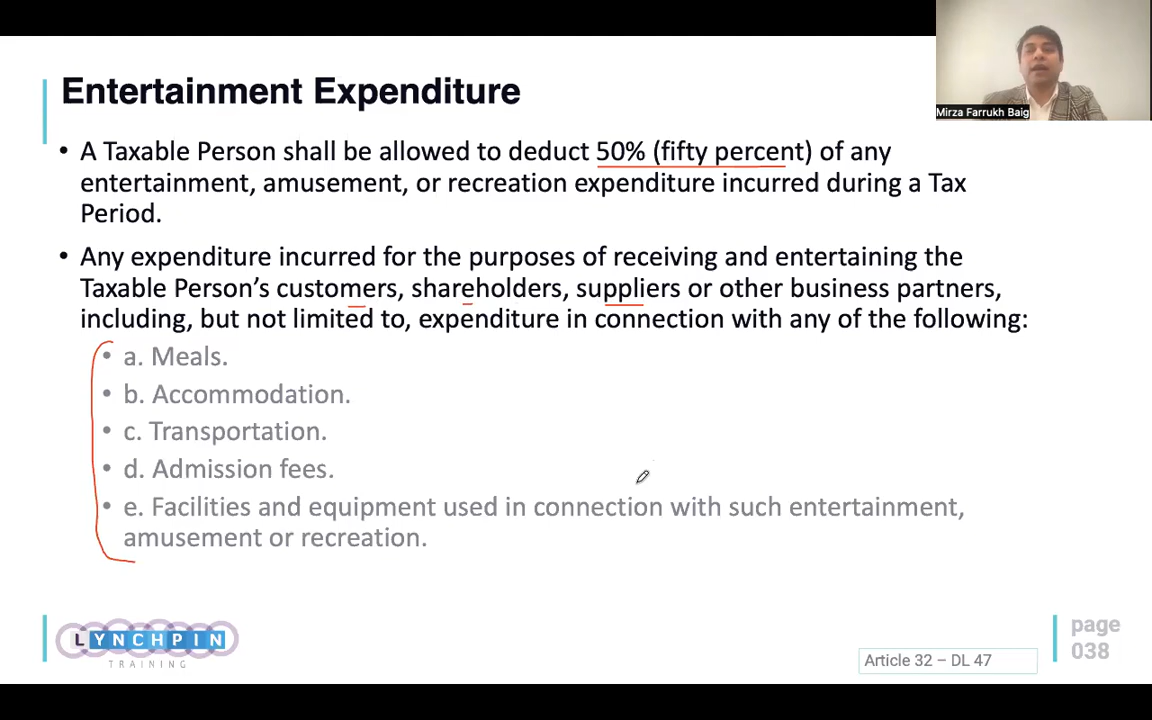 Mirza Farrukh Baig
Entertainment Expenditure
• A Taxable Person shall be allowed to deduct 50% (fifty percent) of any
entertainment, amusement, or recreation expenditure incurred during a Tax
Period.
• Any expenditure incurred for the purposes of receiving and entertaining the
Taxable Person’s customers, shareholders, suppliers or other business partners,
including, but not limited to, expenditure in connection with any of the following:
• a. Meals.
• b. Accommodation.
• c. Transportation.
• d. Admission fees.
• e. Facilities and equipment used in connection with such entertainment,
amusement or recreation.
LYNCHPIN
TRAINING
Article 32 – DL 47
page
038